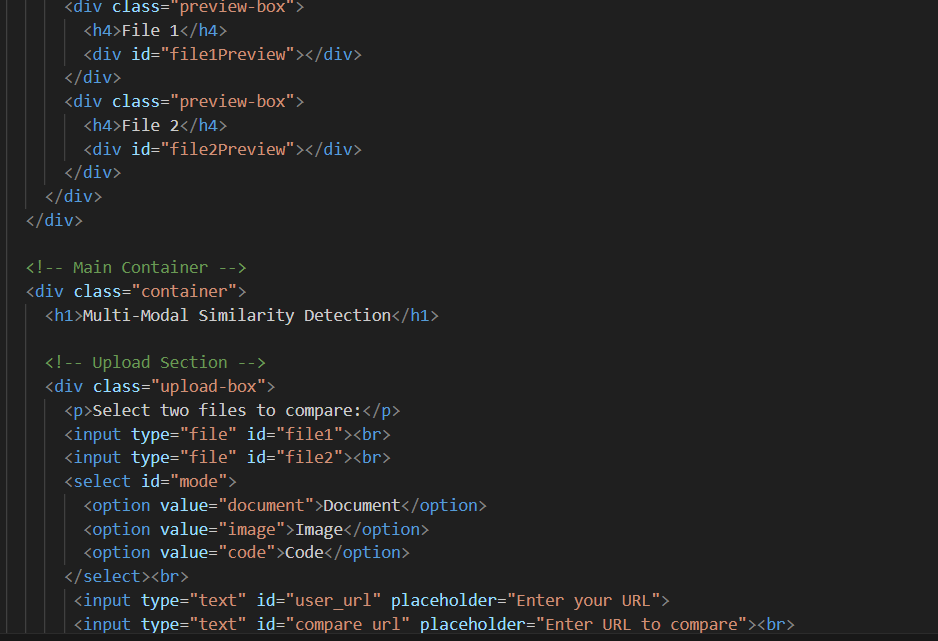 <div class="preview-box">
<h4>File 1</h4>
<div id="file1Preview"></div>
</div>
<div class="preview-box">
<h4>File 2</h4>
<div id="file2Preview"></div>
</div>
</div>
</div>
<!-- Main Container -->
<div class="container">
<h1>Multi-Modal Similarity Detection</h1>
<!-- Upload Section -->
<div class="upload-box">
<p>Select two files to compare:</p>
<input type="file" id="file1"><br>
<input type="file" id="file2"><br>
<select id="mode">
<option value="document">Document</option>
<option value="image">Image</option>
<option value="code">Code</option>
</select><br>
<input type="text" id="user_url" placeholder="Enter your URL">
<input type="text" id="compare_url" placeholder="Enter URL to compare"><br>